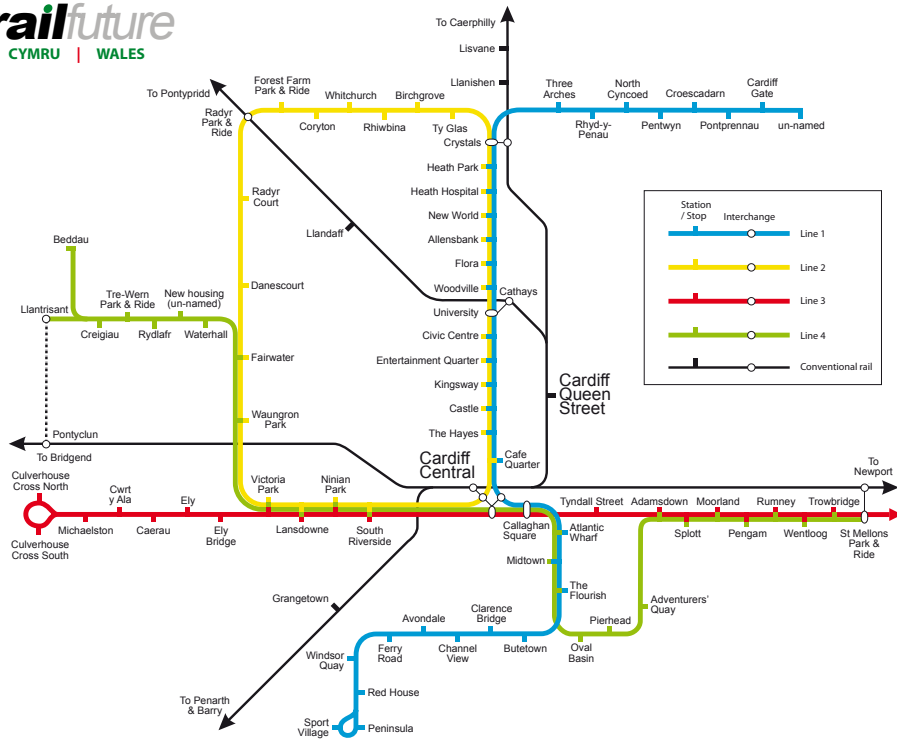 railfuture
CYMRU | WALES
To Caerphilly
Lisvane
Llanishen
To Pontypridd
Radyr
Park &
Ride
Forest Farm
Park & Ride
Coryton
Whitchurch
Rhiwbina
Birchgrove
Ty Glas
Crystals
Three
Arches
Rhyd-y-
Penau
North
Cyncoed
Pentwyn
Croescadarn
Pontprennau
Cardiff
Gate
un-named
Heath Park
Heath Hospital
New World
Allensbank
Flora
Woodville
Cathays
University
Civic Centre
Entertainment Quarter
Kingsway
Castle
The Hayes
Cafe
Quarter
Cardiff
Queen
Street
Cardiff
Central
Radyr
Court
Llandaff
Danescourt
Fairwater
Waungron
Park
Beddau
Llantrisant
Creigiau
Tre-Wern
Park & Ride
Rydlafr
New housing
(un-named)
Waterhall
Pontyclun
To Bridgend
Station
/ Stop
Interchange
Line 1
Line 2
Line 3
Line 4
Conventional rail
To
Newport
Culverhouse
Cross North
Culverhouse
Cross South
Michaelston
Cwrt
y Ala
Caerau
Ely
Ely
Bridge
Victoria
Park
Lansdowne
Ninian
Park
South
Riverside
Callaghan
Square
Tyndall Street
Adamsdown
Splott
Moorland
Pengam
Rumney
Wentloog
Trowbridge
St Mellons
Park &
Ride
Atlantic
Wharf
Midtown
The
Flourish
Adventurers'
Quay
Pierhead
Oval
Basin
Butetown
Clarence
Bridge
Channel
View
Avondale
Ferry
Road
Windsor
Quay
Red House
Peninsula
Sport
Village
Grangetown
To Penarth
& Barry